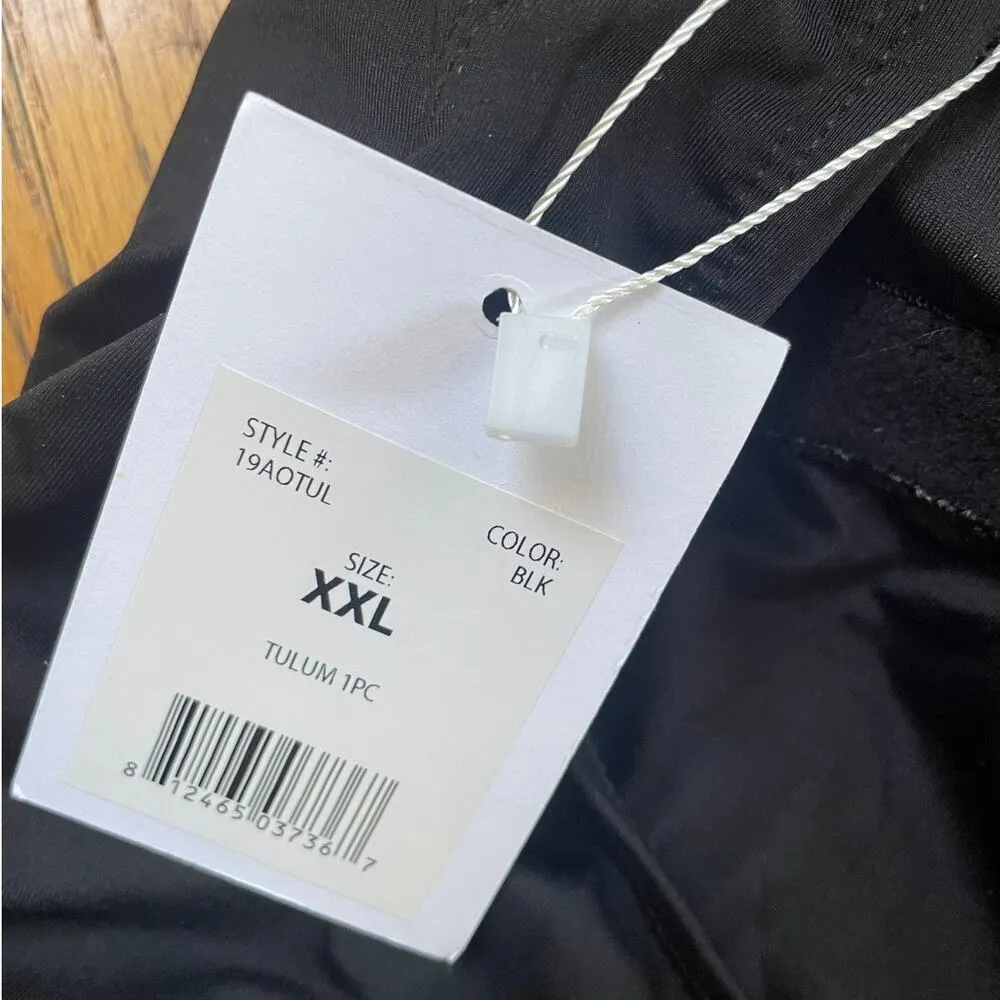 STYLE #:
19AOTUL
COLOR:
BLK
SIZE:
XXL
TULUM 1PC
8 12465 03736 7